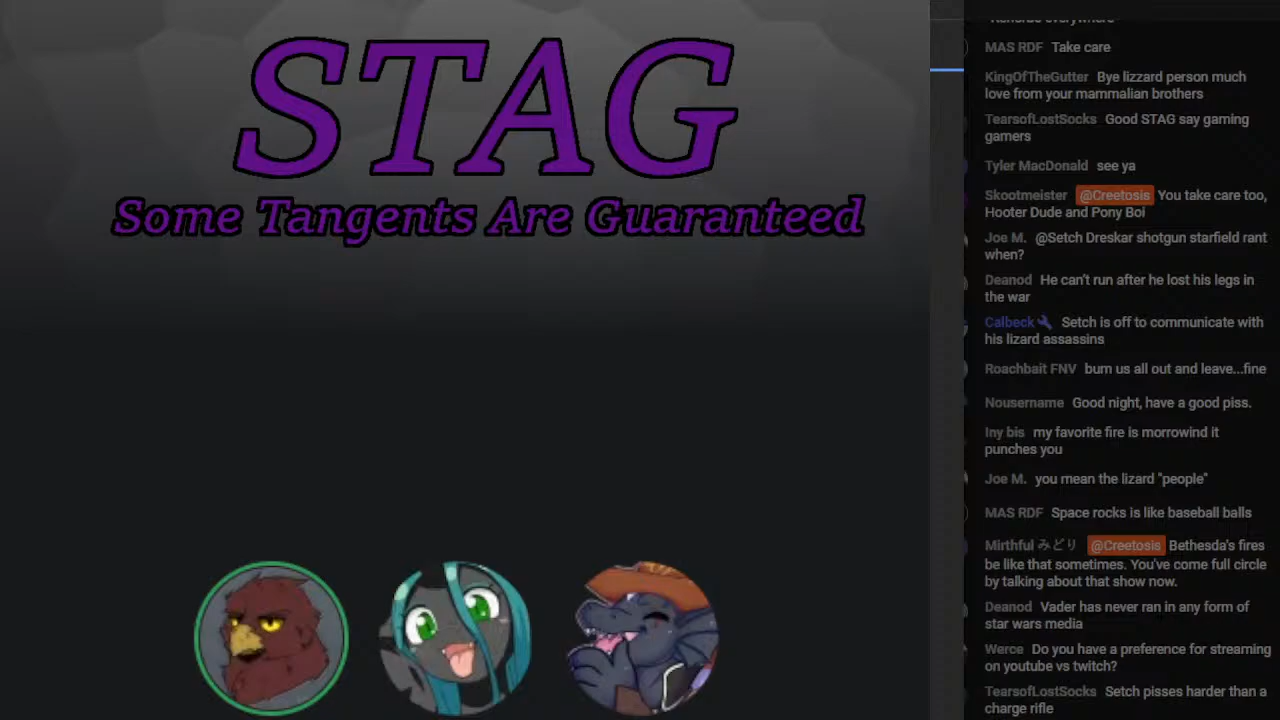 STAG
Some Tangents Are Guaranteed
MAS RDF Take care
KingOfTheGutter Bye lizzard person much
love from your mammalian brothers
TearsofLostSocks Good STAG say gaming
gamers
Tyler MacDonald see ya
Skootmeister @Creetosis You take care too,
Hooter Dude and Pony Boi
Joe M. @Setch Dreskar shotgun starfield rant
when?
Deanod He can't run after he lost his legs in
the war
Calbeck Setch is off to communicate with
his lizard assassins
Roachbait FNV burn us all out and leave...fine
Nousername Good night, have a good piss.
Iny bis my favorite fire is morrowind it
punches you
Joe M. you mean the lizard "people"
MAS RDF Space rocks is like baseball balls
Mirthful みどり @Creetosis Bethesda's fires
be like that sometimes. You've come full circle
by talking about that show now.
Deanod Vader has never ran in any form of
star wars media
Werce Do you have a preference for streaming
on youtube vs twitch?
TearsofLostSocks Setch pisses harder than a
charge rifle